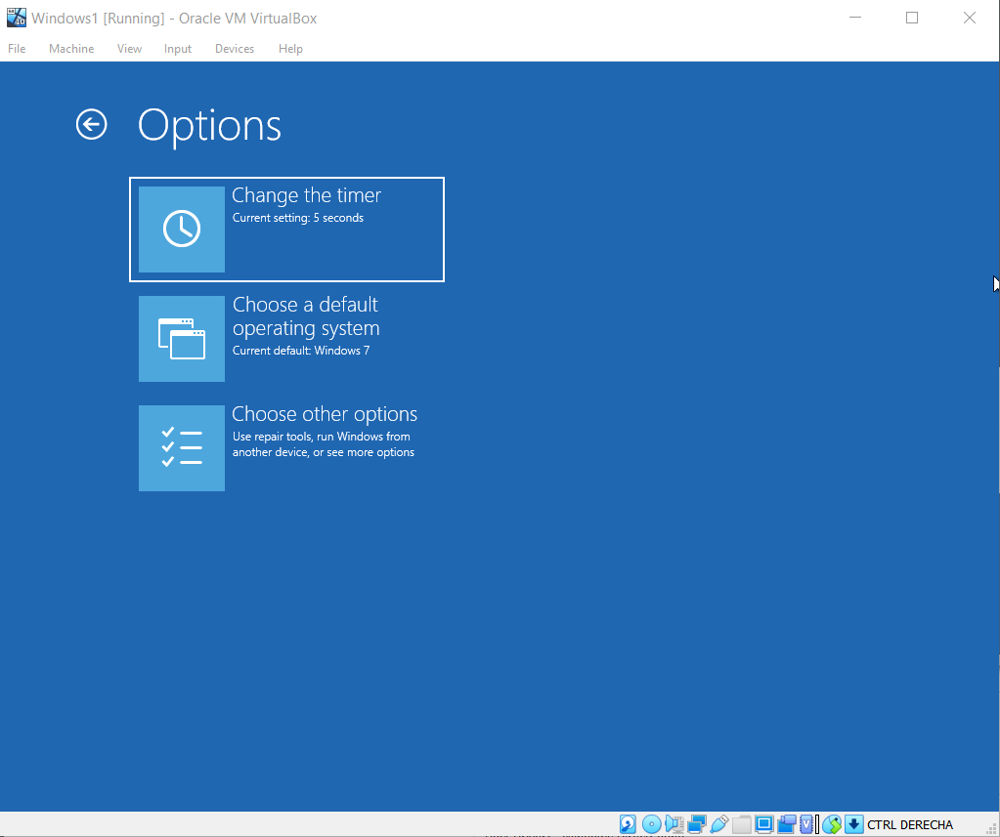 Windows1 [Running] - Oracle VM VirtualBox
File Machine View Input Devices Help
Options
Change the timer
Current setting: 5 seconds
Choose a default
operating system
Current default: Windows 7
Choose other options
Use repair tools, run Windows from
another device, or see more options
CTRL DERECHA